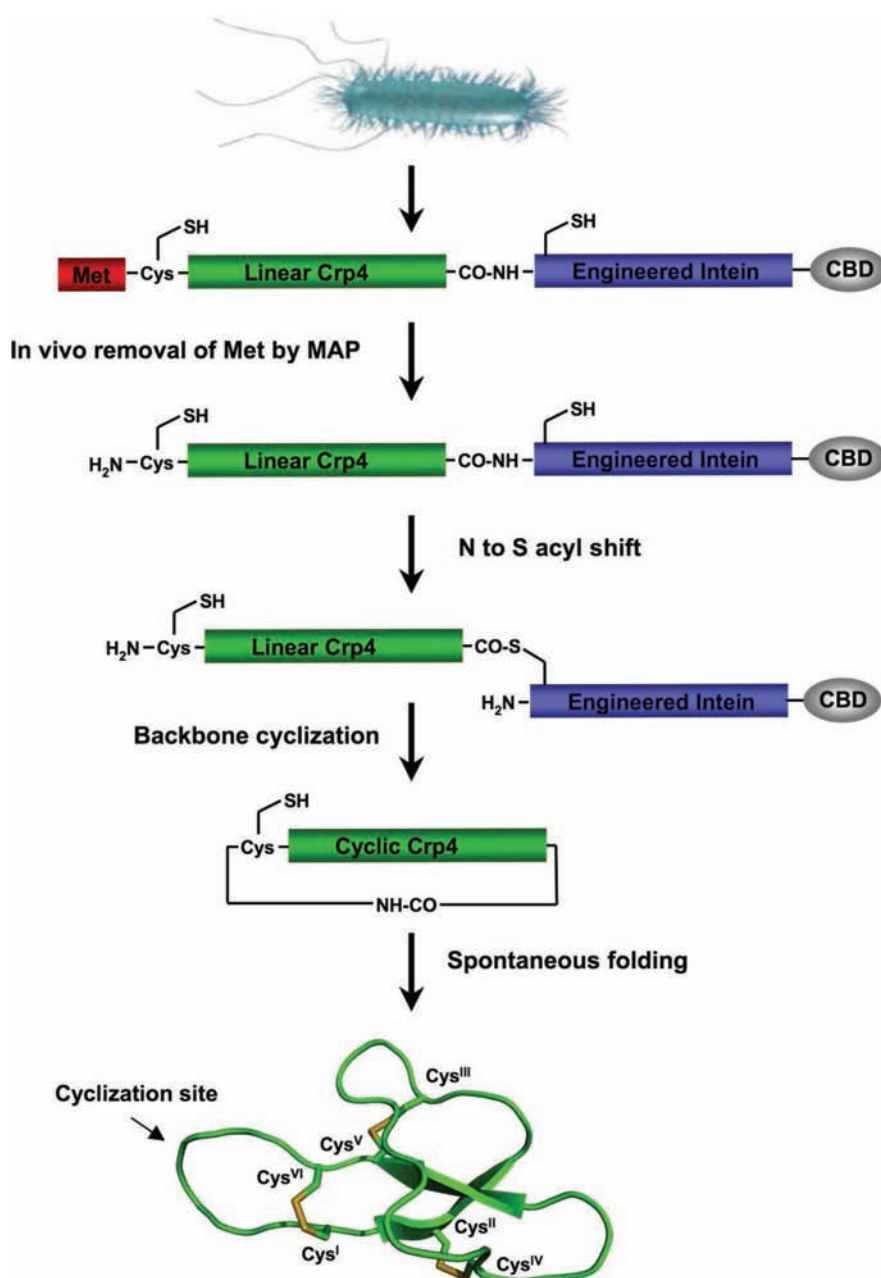 SH
SH
Met
Cys
Linear Crp4
CO-NH
Engineered Intein
CBD
In vivo removal of Met by MAP
SH
SH
H₂N
Cys
Linear Crp4
CO-NH
Engineered Intein
CBD
N to S acyl shift
SH
H₂N
Cys
Linear Crp4
CO-S
H₂N
Engineered Intein
CBD
Backbone cyclization
SH
Cys
Cyclic Crp4
NH-CO
Spontaneous folding
Cyclization site
Cysᴵᴵᴵ
Cysⱽ
Cysⱽᴵ
Cysᴵᴵ
Cysᴵ
Cysᴵⱽ